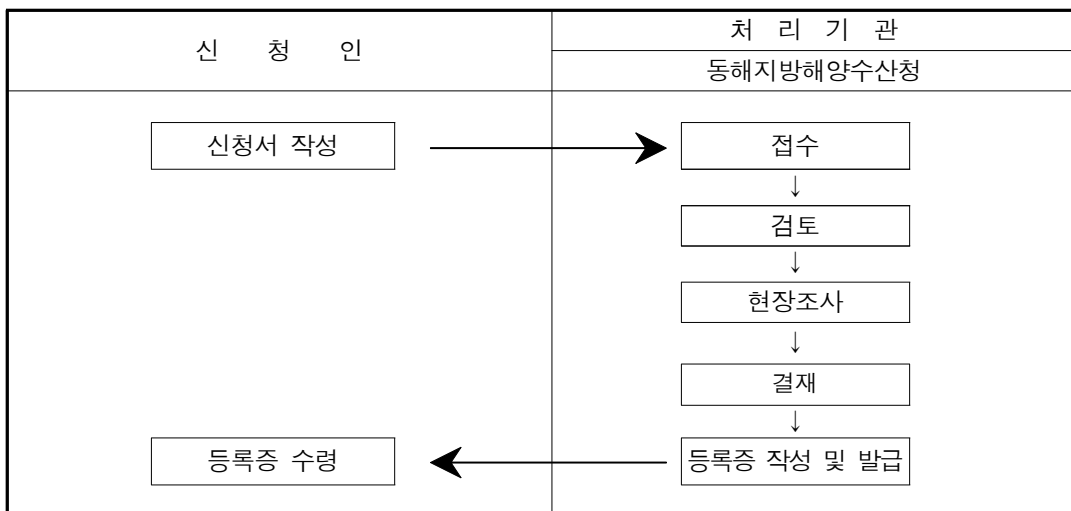 신 청 인
처 리 기 관
동해지방해양수산청
신청서 작성
접수
↓
검토
↓
현장조사
↓
결재
↓
등록증 수령
등록증 작성 및 발급